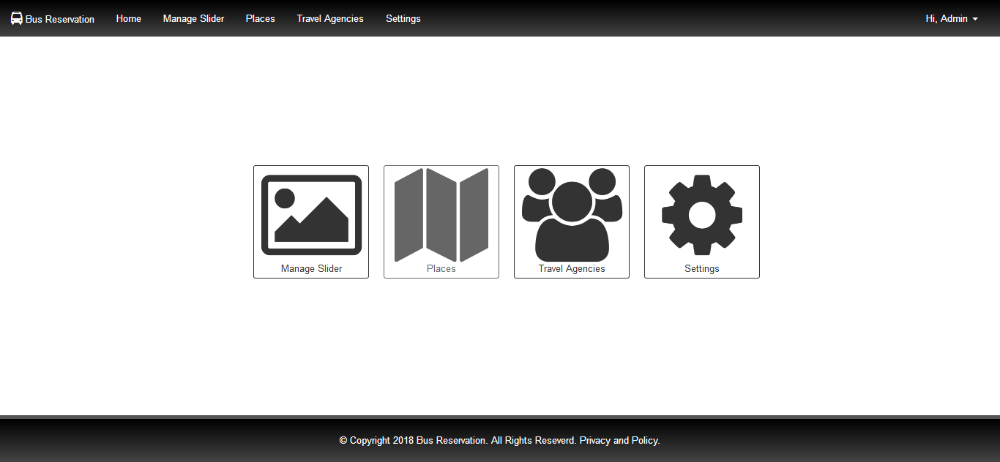 Bus Reservation Home Manage Slider Places Travel Agencies Settings Hi, Admin
Manage Slider Places Travel Agencies Settings
© Copyright 2018 Bus Reservation. All Rights Reseverd. Privacy and Policy.